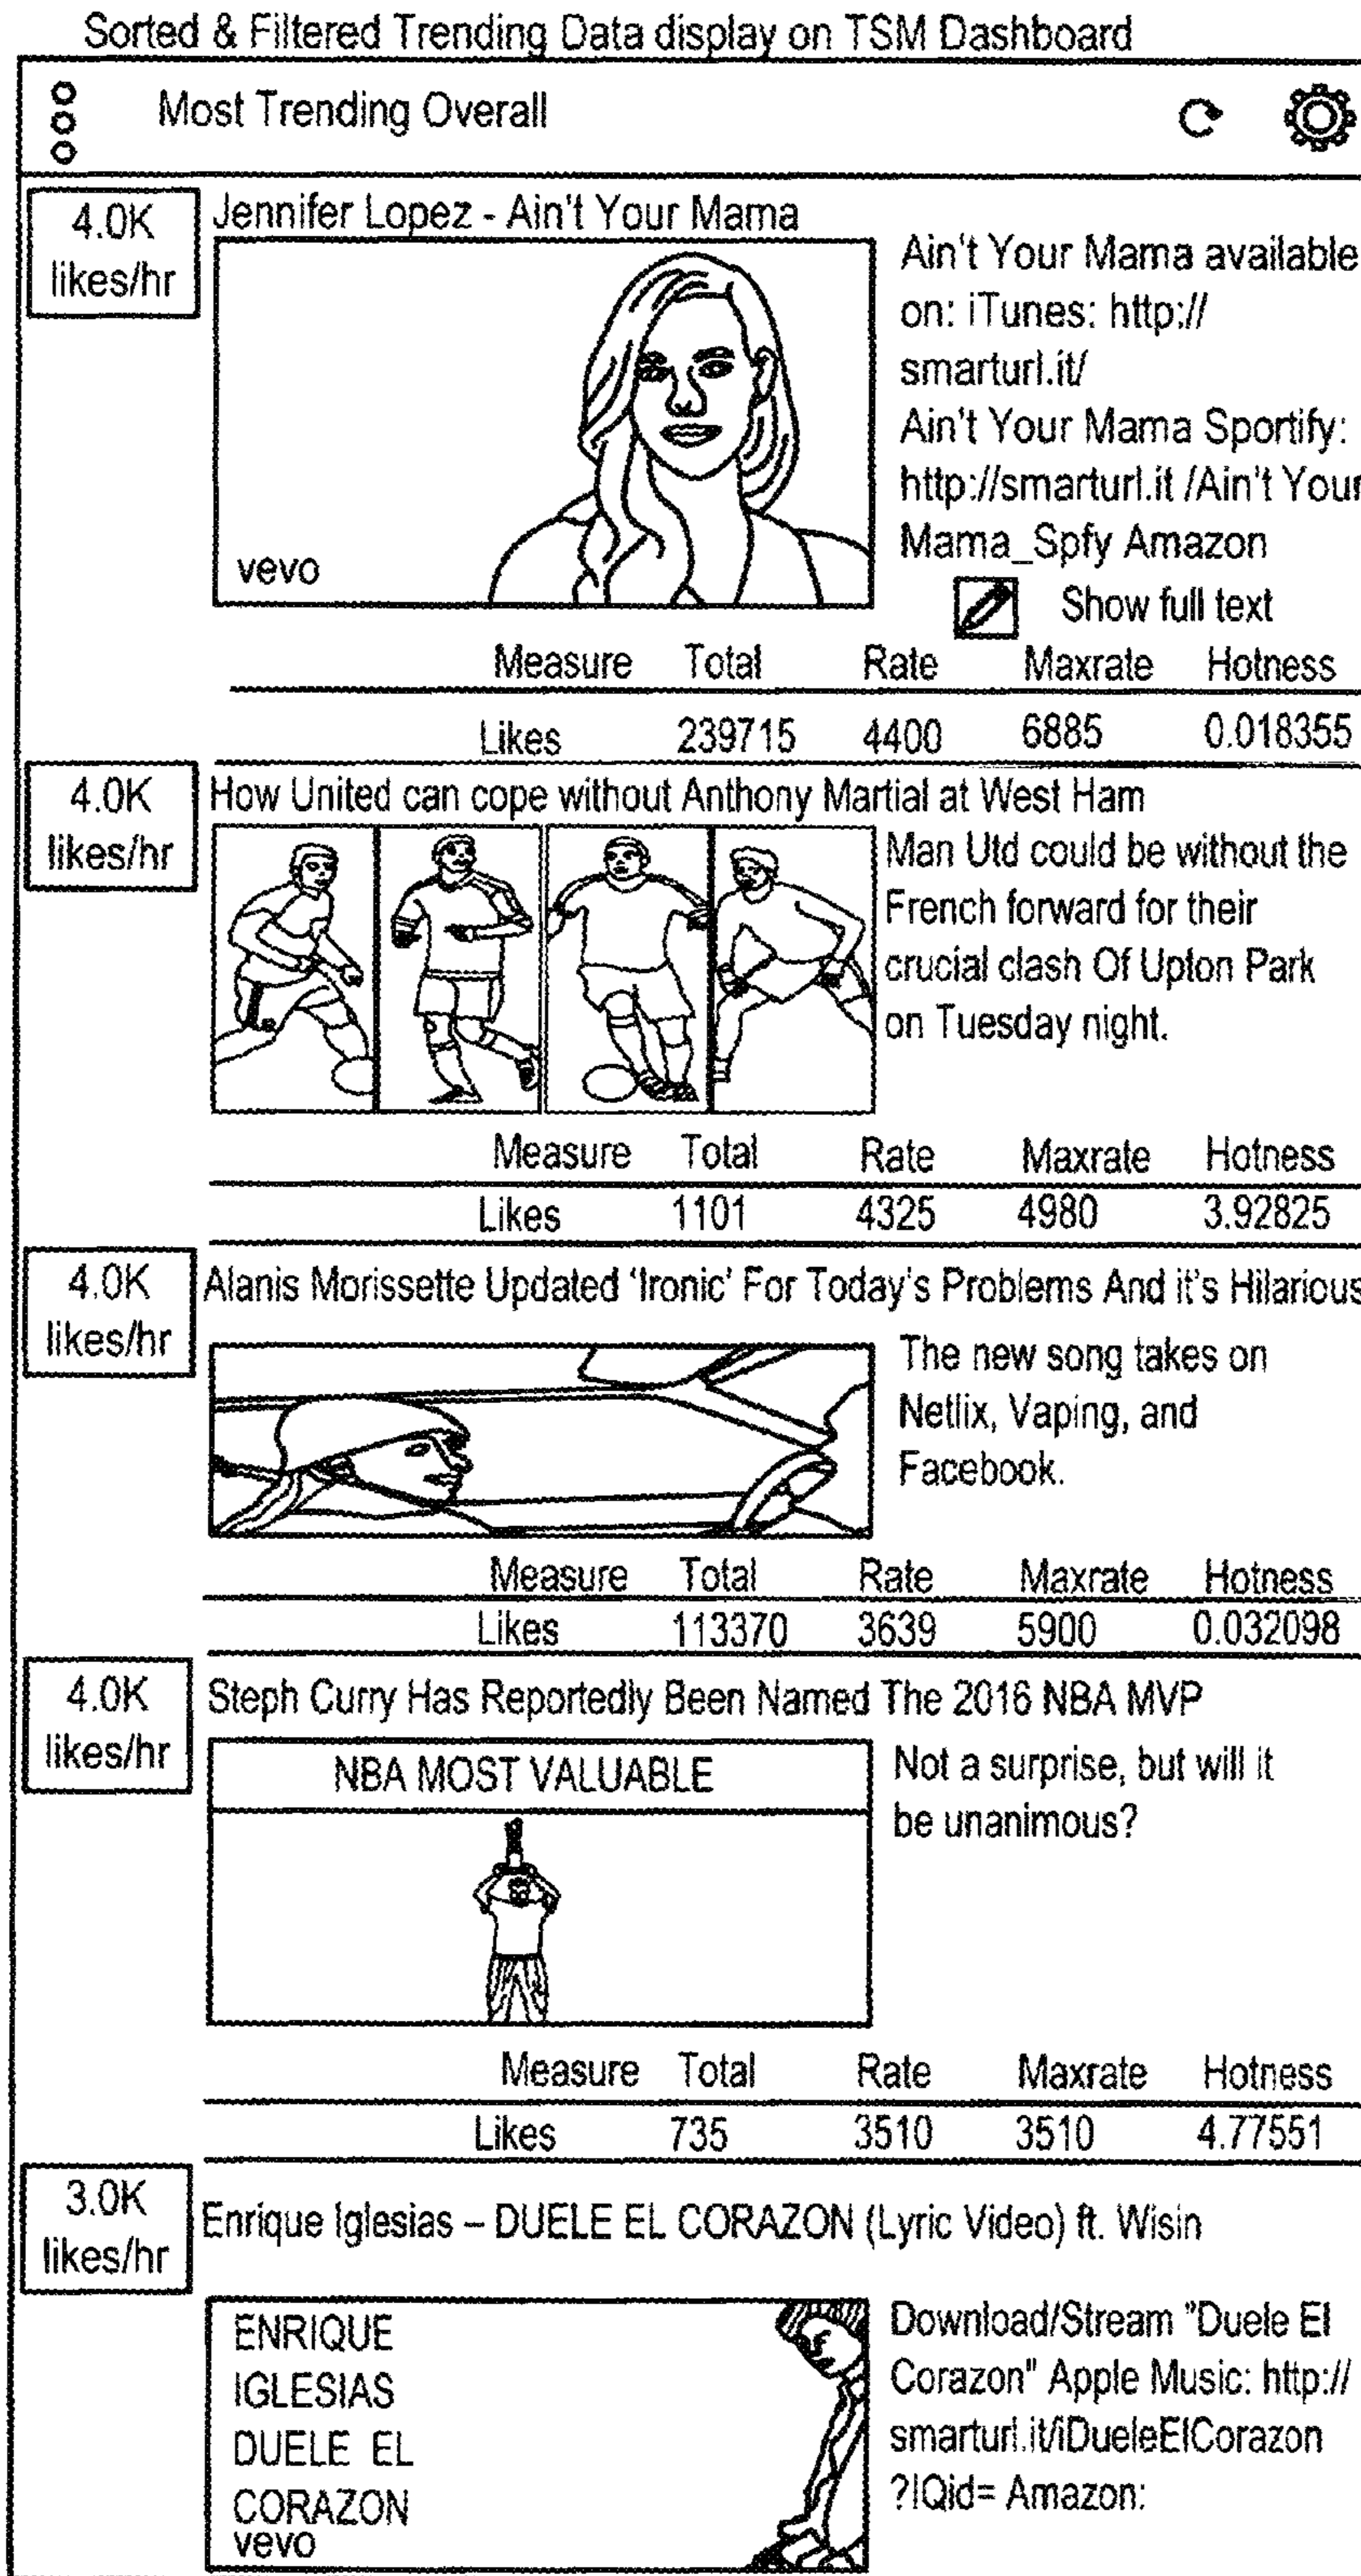 Sorted & Filtered Trending Data display on TSM Dashboard
Most Trending Overall
4.0K
likes/hr
Jennifer Lopez - Ain't Your Mama
vevo
Ain't Your Mama available
on: iTunes: http://
smarturl.it/
Ain't Your Mama Sportify:
http://smarturl.it /Ain't Your
Mama_Spfy Amazon
Show full text
Measure Total Rate Maxrate Hotness
Likes 239715 4400 6885 0.018355
4.0K
likes/hr
How United can cope without Anthony Martial at West Ham
Man Utd could be without the
French forward for their
crucial clash Of Upton Park
on Tuesday night.
Measure Total Rate Maxrate Hotness
Likes 1101 4325 4980 3.92825
4.0K
likes/hr
Alanis Morissette Updated 'Ironic' For Today's Problems And it's Hilarious
The new song takes on
Netlix, Vaping, and
Facebook.
Measure Total Rate Maxrate Hotness
Likes 113370 3639 5900 0.032098
4.0K
likes/hr
Steph Curry Has Reportedly Been Named The 2016 NBA MVP
NBA MOST VALUABLE
Not a surprise, but will it
be unanimous?
Measure Total Rate Maxrate Hotness
Likes 735 3510 3510 4.77551
3.0K
likes/hr
Enrique Iglesias – DUELE EL CORAZON (Lyric Video) ft. Wisin
ENRIQUE
IGLESIAS
DUELE EL
CORAZON
vevo
Download/Stream "Duele El
Corazon" Apple Music: http://
smarturl.it/iDueleElCorazon
?IQid= Amazon: